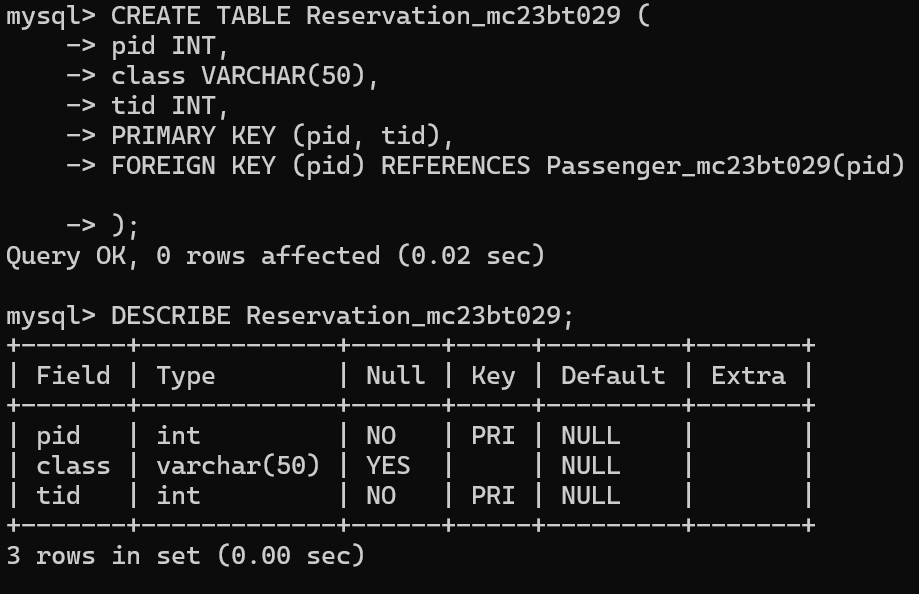 mysql> CREATE TABLE Reservation_mc23bt029 (
    -> pid INT,
    -> class VARCHAR(50),
    -> tid INT,
    -> PRIMARY KEY (pid, tid),
    -> FOREIGN KEY (pid) REFERENCES Passenger_mc23bt029(pid)
    -> );
Query OK, 0 rows affected (0.02 sec)
mysql> DESCRIBE Reservation_mc23bt029;
+-------+-------------+------+-----+---------+-------+
| Field | Type        | Null | Key | Default | Extra |
+-------+-------------+------+-----+---------+-------+
| pid   | int         | NO   | PRI | NULL    |       |
| class | varchar(50) | YES  |     | NULL    |       |
| tid   | int         | NO   | PRI | NULL    |       |
+-------+-------------+------+-----+---------+-------+
3 rows in set (0.00 sec)